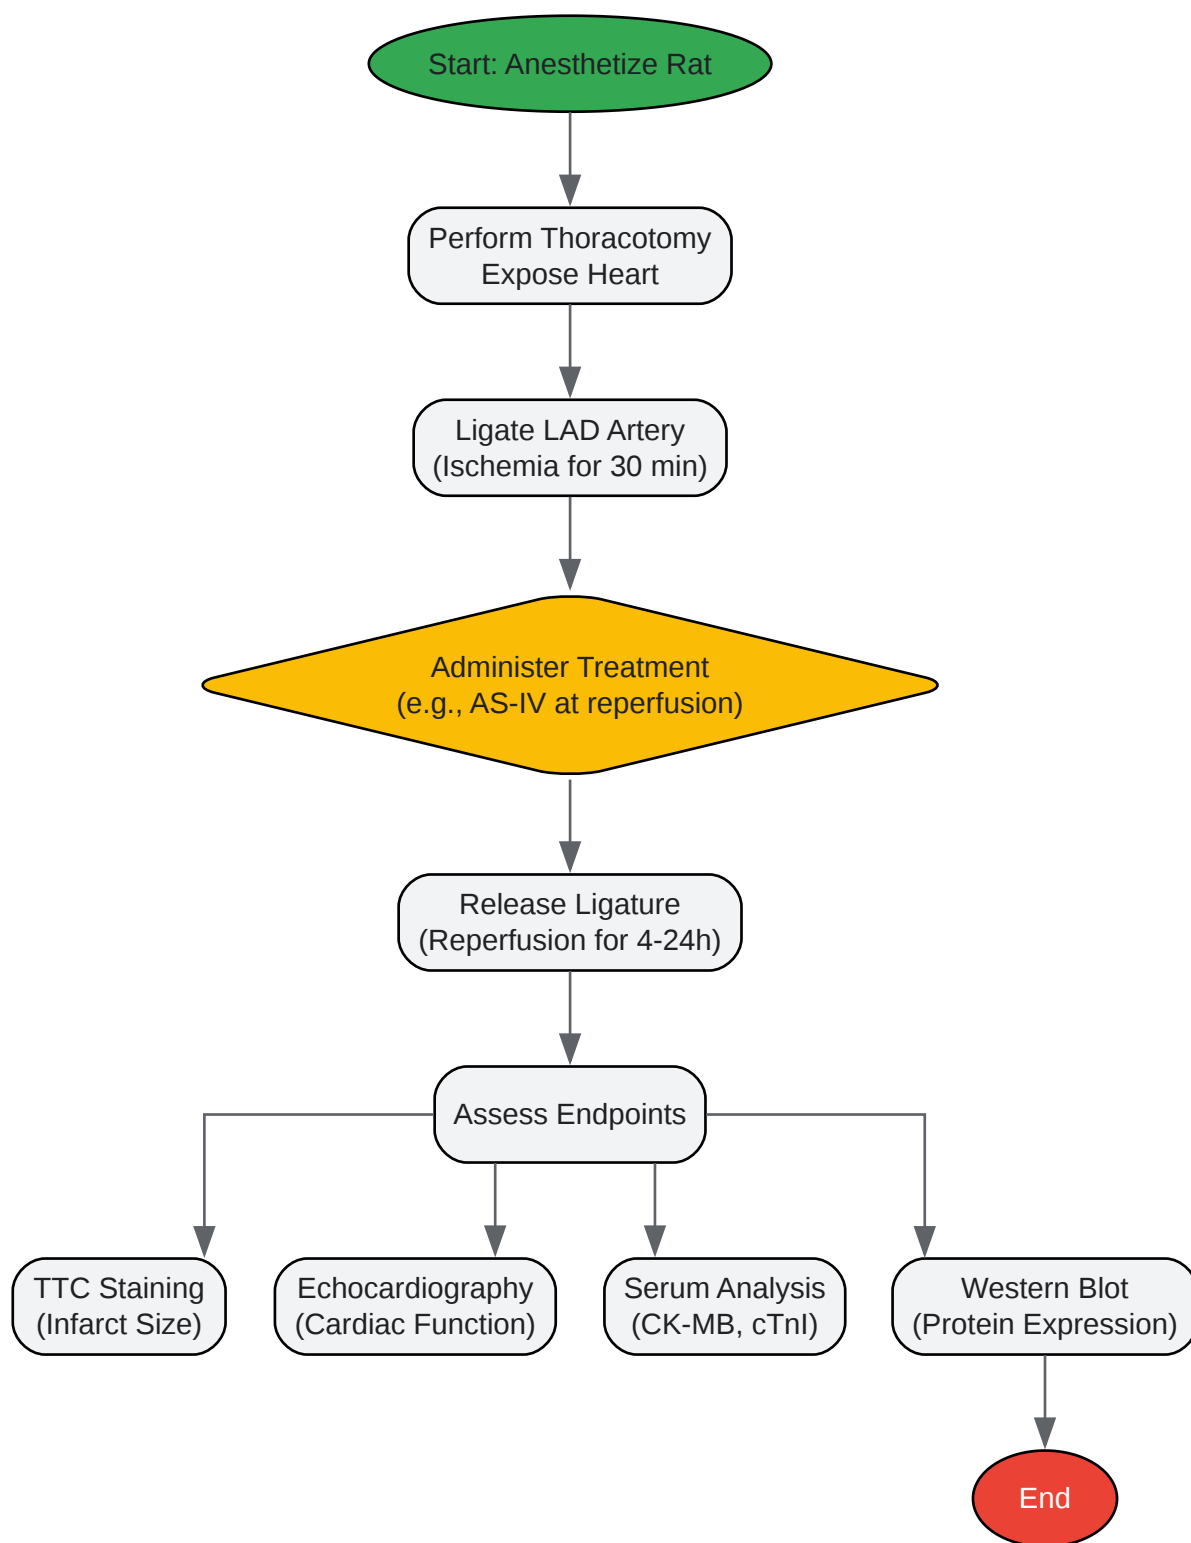 Start: Anesthetize Rat
Perform Thoracotomy
Expose Heart
Ligate LAD Artery
(Ischemia for 30 min)
Administer Treatment
(e.g., AS-IV at reperfusion)
Release Ligature
(Reperfusion for 4-24h)
Assess Endpoints
TTC Staining
(Infarct Size)
Echocardiography
(Cardiac Function)
Serum Analysis
(CK-MB, cTnI)
Western Blot
(Protein Expression)
End